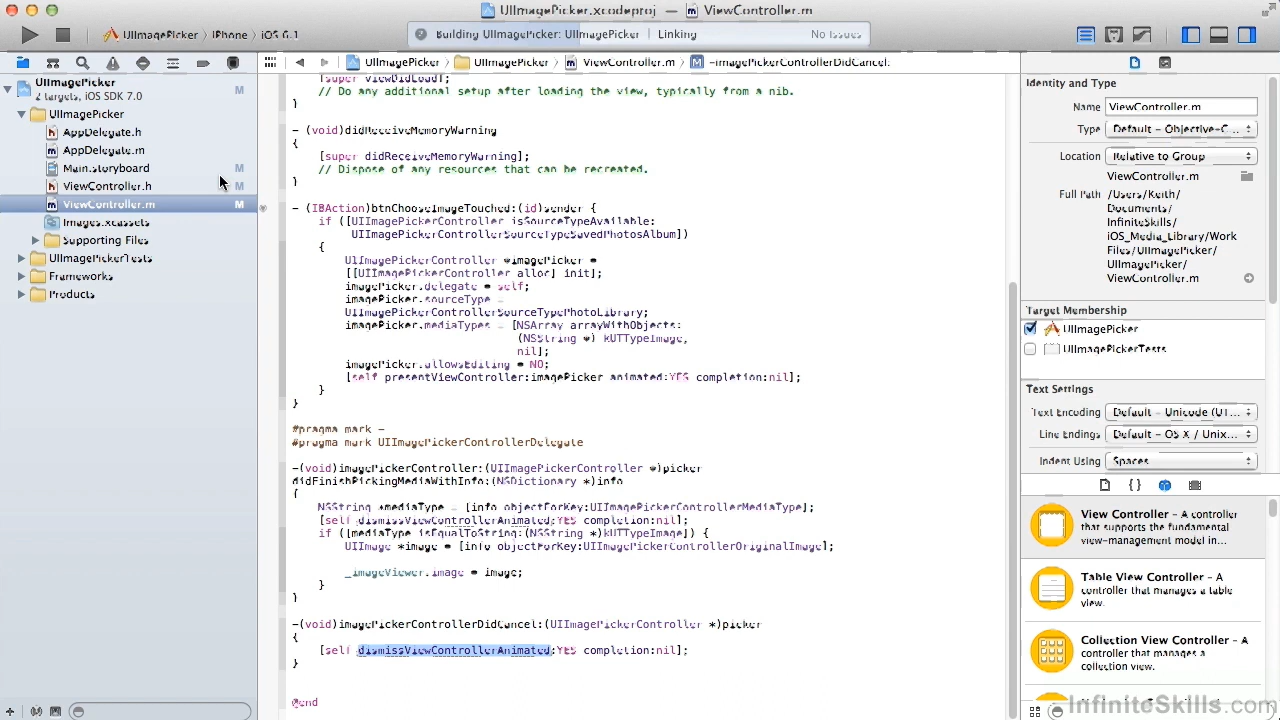 UIImagePicker.xcodeproj — ViewController.m
UIImagePicker
iPhone
iOS 6.1
Building UIImagePicker: UIImagePicker | Linking
No Issues
UIImagePicker
UIImagePicker
ViewController.m
-imagePickerControllerDidCancel:
UIImagePicker
M
2 targets, iOS SDK 7.0
UIImagePicker
AppDelegate.h
AppDelegate.m
Main.storyboard M
ViewController.h M
ViewController.m M
Images.xcassets
Supporting Files
UIImagePickerTests
Frameworks
Products
[super viewDidLoad];
// Do any additional setup after loading the view, typically from a nib.
}
- (void)didReceiveMemoryWarning
{
[super didReceiveMemoryWarning];
// Dispose of any resources that can be recreated.
}
- (IBAction)btnChooseImageTouched:(id)sender {
if ([UIImagePickerController isSourceTypeAvailable:
UIImagePickerControllerSourceTypeSavedPhotosAlbum])
{
UIImagePickerController *imagePicker =
[[UIImagePickerController alloc] init];
imagePicker.delegate = self;
imagePicker.sourceType =
UIImagePickerControllerSourceTypePhotoLibrary;
imagePicker.mediaTypes = [NSArray arrayWithObjects:
(NSString *) kUTTypeImage,
nil];
imagePicker.allowsEditing = NO;
[self presentViewController:imagePicker animated:YES completion:nil];
}
}
#pragma mark -
#pragma mark UIImagePickerControllerDelegate
-(void)imagePickerController:(UIImagePickerController *)picker
didFinishPickingMediaWithInfo:(NSDictionary *)info
{
NSString *mediaType = [info objectForKey:UIImagePickerControllerMediaType];
[self dismissViewControllerAnimated:YES completion:nil];
if ([mediaType isEqualToString:(NSString *)kUTTypeImage]) {
UIImage *image = [info objectForKey:UIImagePickerControllerOriginalImage];
_imageViewer.image = image;
}
}
-(void)imagePickerControllerDidCancel:(UIImagePickerController *)picker
{
[self dismissViewControllerAnimated:YES completion:nil];
}
@end
Identity and Type
Name ViewController.m
Type Default - Objective-C...
Location Relative to Group
ViewController.m
Full Path /Users/Keith/
Documents/
InfiniteSkills/
iOS_Media_Library/Work
Files/UIImagePicker/
UIImagePicker/
ViewController.m
Target Membership
UIImagePicker
UIImagePickerTests
Text Settings
Text Encoding Default - Unicode (UT...
Line Endings Default - OS X / Unix...
Indent Using Spaces
{ }
View Controller - A controller
that supports the fundamental
view-management model in...
Table View Controller - A
controller that manages a table
view.
Collection View Controller - A
controller that manages a
collection view.
InfiniteSkills.com